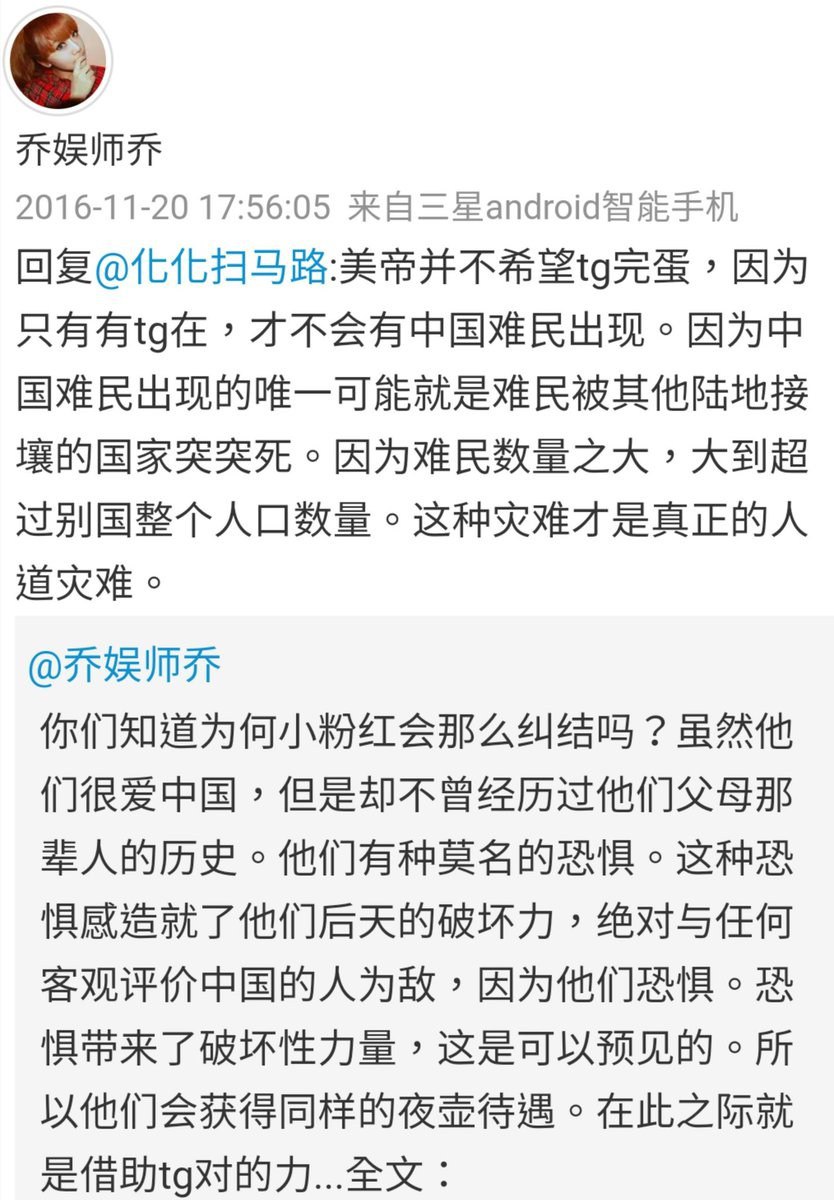 乔娱师乔
2016-11-20 17:56:05 来自三星android智能手机
回复@化化扫马路:美帝并不希望tg完蛋，因为
只有有tg在，才不会有中国难民出现。因为中
国难民出现的唯一可能就是难民被其他陆地接
壤的国家突突死。因为难民数量之大，大到超
过别国整个人口数量。这种灾难才是真正的人
道灾难。
@乔娱师乔
你们知道为何小粉红会那么纠结吗？虽然他
们很爱中国，但是却不曾经历过他们父母那
辈人的历史。他们有种莫名的恐惧。这种恐
惧感造就了他们后天的破坏力，绝对与任何
客观评价中国的人为敌，因为他们恐惧。恐
惧带来了破坏性力量，这是可以预见的。所
以他们会获得同样的夜壶待遇。在此之际就
是借助tg对的力...全文：